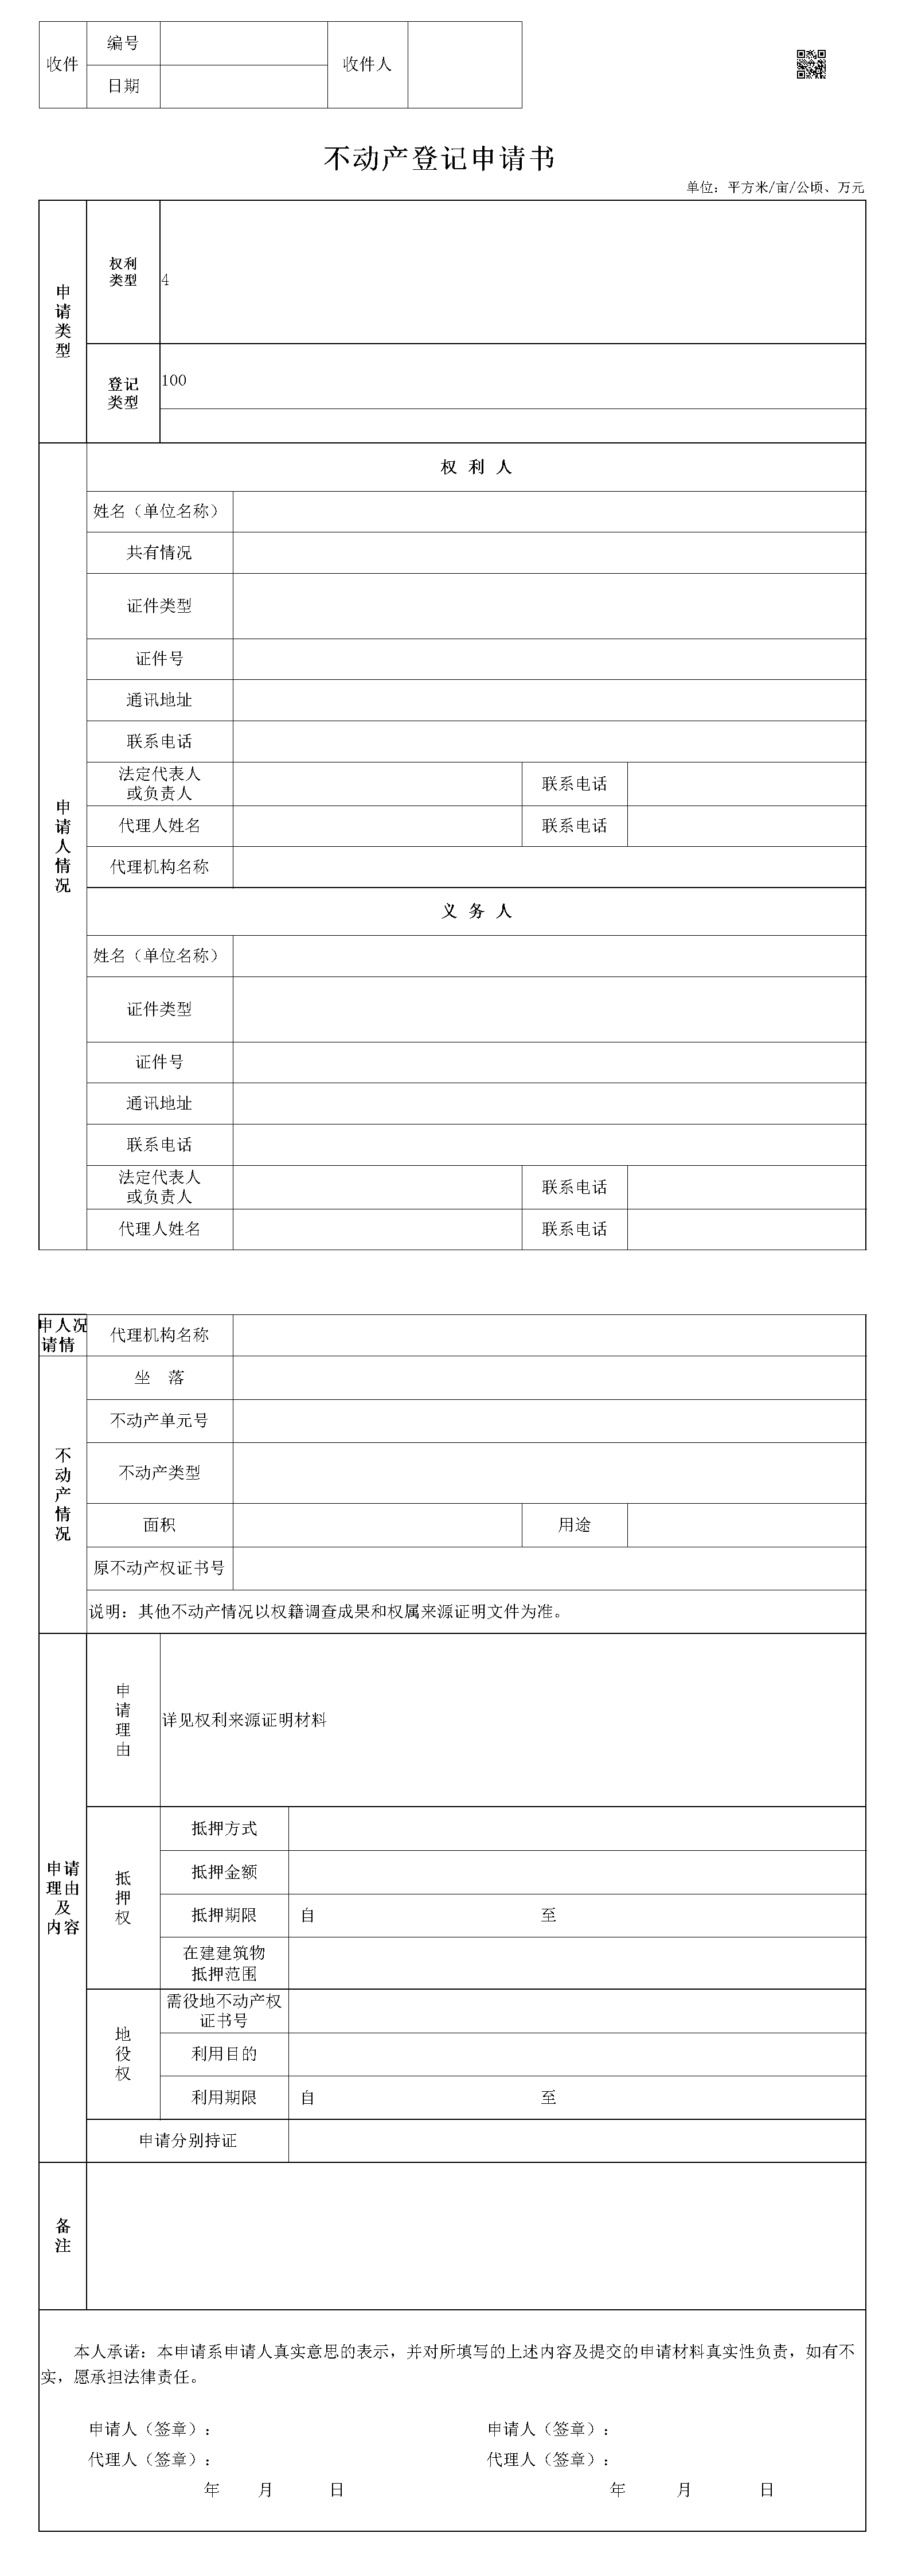 收件 编号 收件人
日期
不动产登记申请书
单位：平方米/亩/公顷、万元
申请类型
权利类型
4
登记类型
100
申请人情况
权 利 人
姓名（单位名称）
共有情况
证件类型
证件号
通讯地址
联系电话
法定代表人
或负责人
联系电话
代理人姓名 联系电话
代理机构名称
义 务 人
姓名（单位名称）
证件类型
证件号
通讯地址
联系电话
法定代表人
或负责人
联系电话
代理人姓名 联系电话
申人况
请情
代理机构名称
不动产情况
坐 落
不动产单元号
不动产类型
面积 用途
原不动产权证书号
说明：其他不动产情况以权籍调查成果和权属来源证明文件为准。
申请
理由
及
内容
申请理由
详见权利来源证明材料
抵押权
抵押方式
抵押金额
抵押期限 自 至
在建建筑物
抵押范围
地役权
需役地不动产权
证书号
利用目的
利用期限 自 至
申请分别持证
备注
本人承诺：本申请系申请人真实意思的表示，并对所填写的上述内容及提交的申请材料真实性负责，如有不
实，愿承担法律责任。
申请人（签章）： 申请人（签章）：
代理人（签章）： 代理人（签章）：
年 月 日 年 月 日